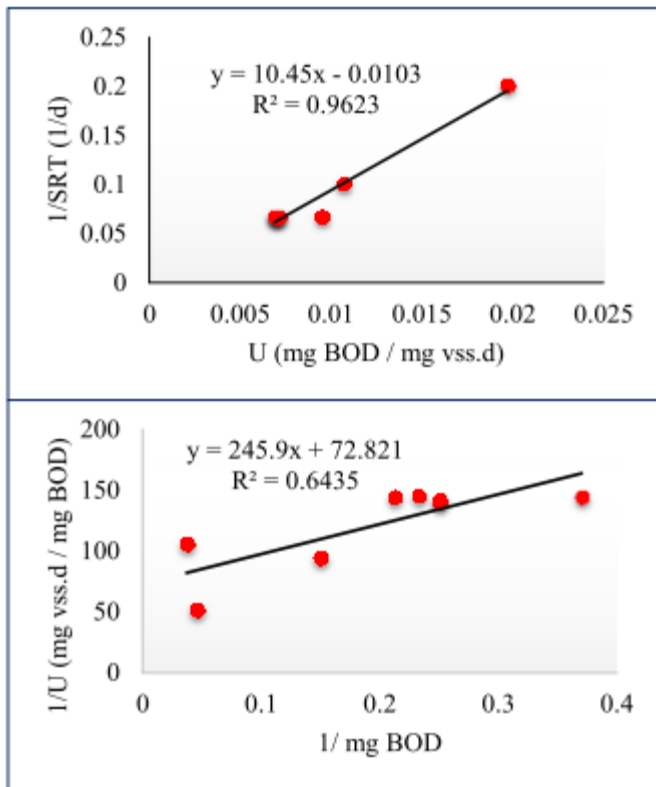 0.25
0.2
0.15
0.1
0.05
0
y = 10.45x - 0.0103
R² = 0.9623
1/SRT (1/d)
0 0.005 0.01 0.015 0.02 0.025
U (mg BOD / mg vss.d)
200
150
100
50
0
y = 245.9x + 72.821
R² = 0.6435
1/U (mg vss.d / mg BOD)
0 0.1 0.2 0.3 0.4
1/ mg BOD